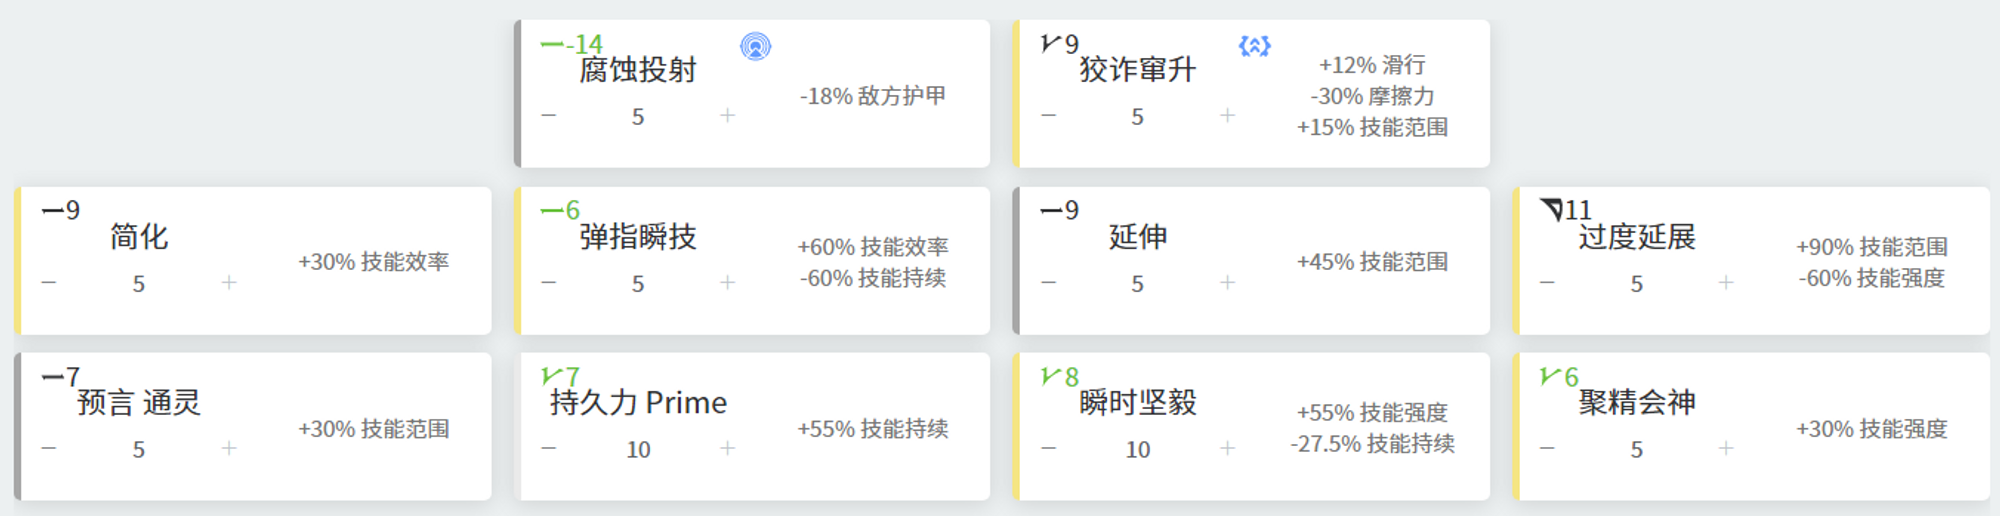 -14
腐蚀投射
-18% 敌方护甲
－ 5 +
9
狡诈窜升
+12% 滑行
-30% 摩擦力
+15% 技能范围
－ 5 +
9
简化
+30% 技能效率
－ 5 +
6
弹指瞬技
+60% 技能效率
-60% 技能持续
－ 5 +
9
延伸
+45% 技能范围
－ 5 +
11
过度延展
+90% 技能范围
-60% 技能强度
－ 5 +
7
预言 通灵
+30% 技能范围
－ 5 +
7
持久力 Prime
+55% 技能持续
－ 10 +
8
瞬时坚毅
+55% 技能强度
-27.5% 技能持续
－ 10 +
6
聚精会神
+30% 技能强度
－ 5 +